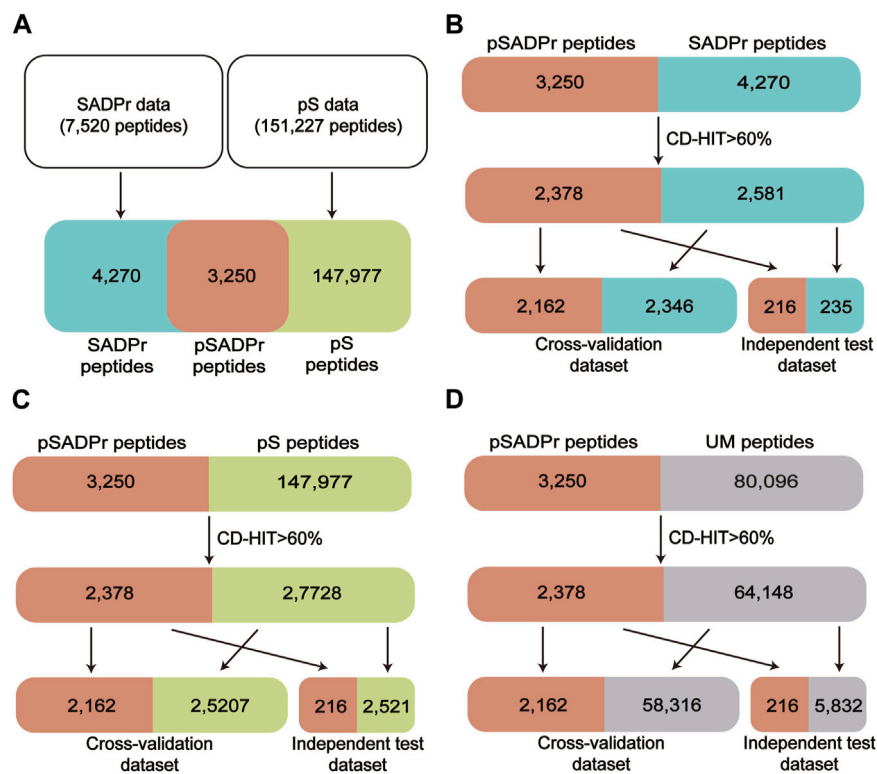 A
SADPr data
(7,520 peptides)
pS data
(151,227 peptides)
4,270
3,250
147,977
SADPr
peptides
pSADPr
peptides
pS
peptides
B
pSADPr peptides
SADPr peptides
3,250
4,270
CD-HIT>60%
2,378
2,581
2,162
2,346
216
235
Cross-validation
dataset
Independent test
dataset
C
pSADPr peptides
pS peptides
3,250
147,977
CD-HIT>60%
2,378
2,7728
2,162
2,5207
216
2,521
Cross-validation
dataset
Independent test
dataset
D
pSADPr peptides
UM peptides
3,250
80,096
CD-HIT>60%
2,378
64,148
2,162
58,316
216
5,832
Cross-validation
dataset
Independent test
dataset